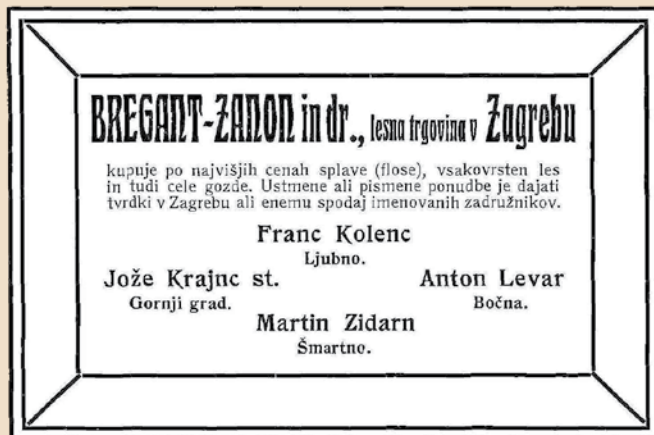 BREGANT-ŽANON in dr., lesna trgovina v Zagrebu
kupuje po najvišjih cenah splave (flose), vsakovrsten les
in tudi cele gozde. Ustmene ali pismene ponudbe je dajati
tvrdki v Zagrebu ali enemu spodaj imenovanih zadružnikov.
Franc Kolenc
Ljubno.
Jože Krajnc st. Anton Levar
Gornji grad. Bočna.
Martin Zidarn
Šmartno.